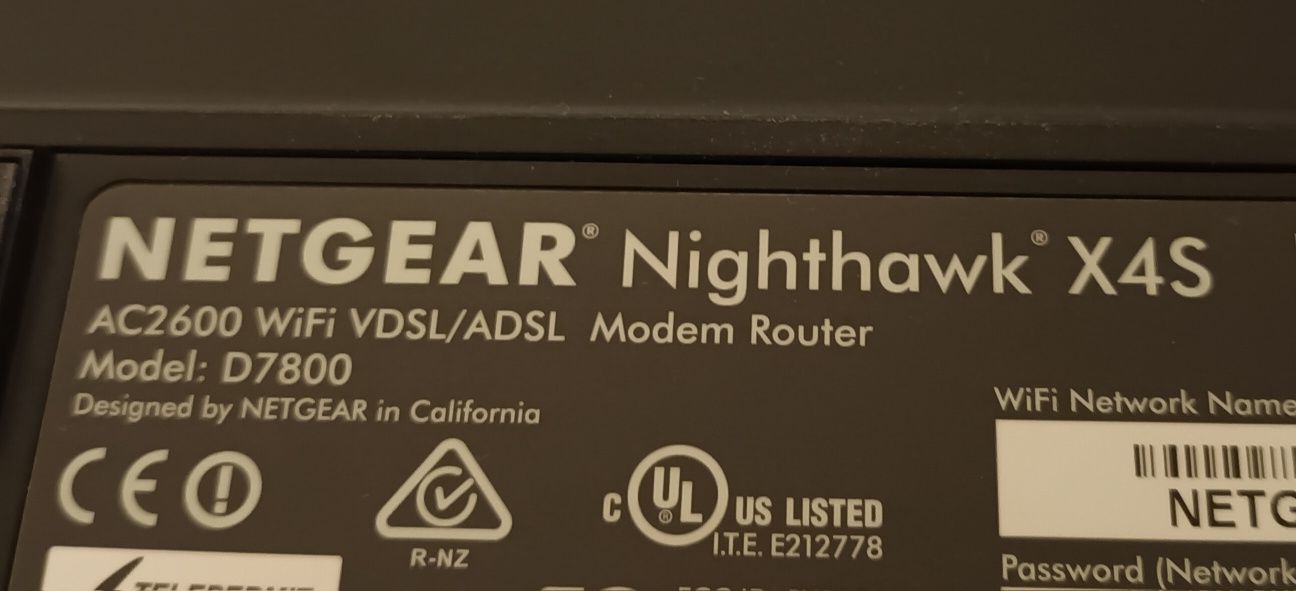 NETGEAR® Nighthawk® X4S
AC2600 WiFi VDSL/ADSL Modem Router
Model: D7800
Designed by NETGEAR in California
WiFi Network Name
NETG
CE
R-NZ
C UL® US LISTED
I.T.E. E212778
Password (Network
TELEPERMIT